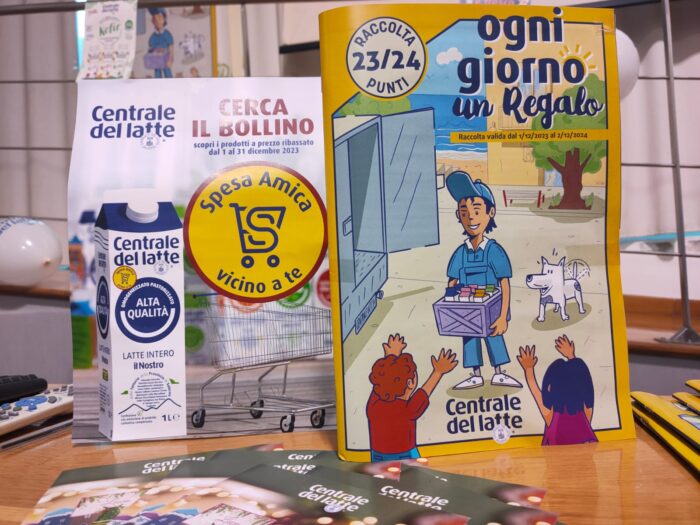 Kefir
Centrale
del latte
CERCA
IL BOLLINO
scopri i prodotti a prezzo ribassato
dal 1 al 31 dicembre 2023
Spesa Amica
S
vicino a te
Centrale
del latte
ALTA
QUALITÀ
LATTE INTERO
il Nostro
1L e
RACCOLTA
23/24
PUNTI
ogni
giorno
un Regalo
Raccolta valida dal 1/12/2023 al 2/12/2024
Centrale
del latte
Centrale
del latte
Centrale
del latte
Centrale
del latte